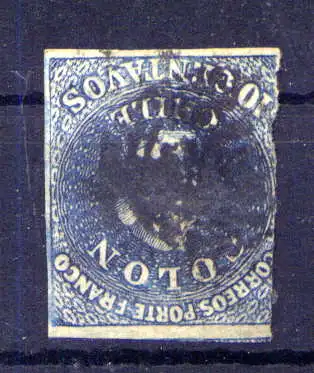 CORREOS PORTE FRANCO
COLON
CHILE
10 CENTAVOS